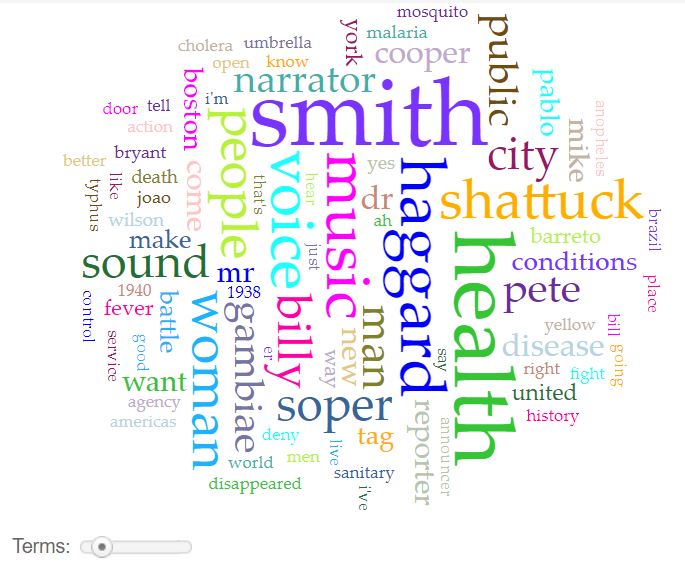 mosquito
cholera umbrella york malaria public
open know cooper
narrator pablo
boston i'm smith mike anopheles
door tell people city
action
better bryant come voice music yes haggard shattuck
typhus like death that's hear dr
joao ah brazil
wilson just barreto
make health
sound mr conditions
1940 1938 pete place
control fever battle woman gambiae billy man
yellow bill going
service good er way new say disease
want right fight
agency soper united
americas reporter announcer history
deny live tag
world men
sanitary
disappeared i've
Terms: